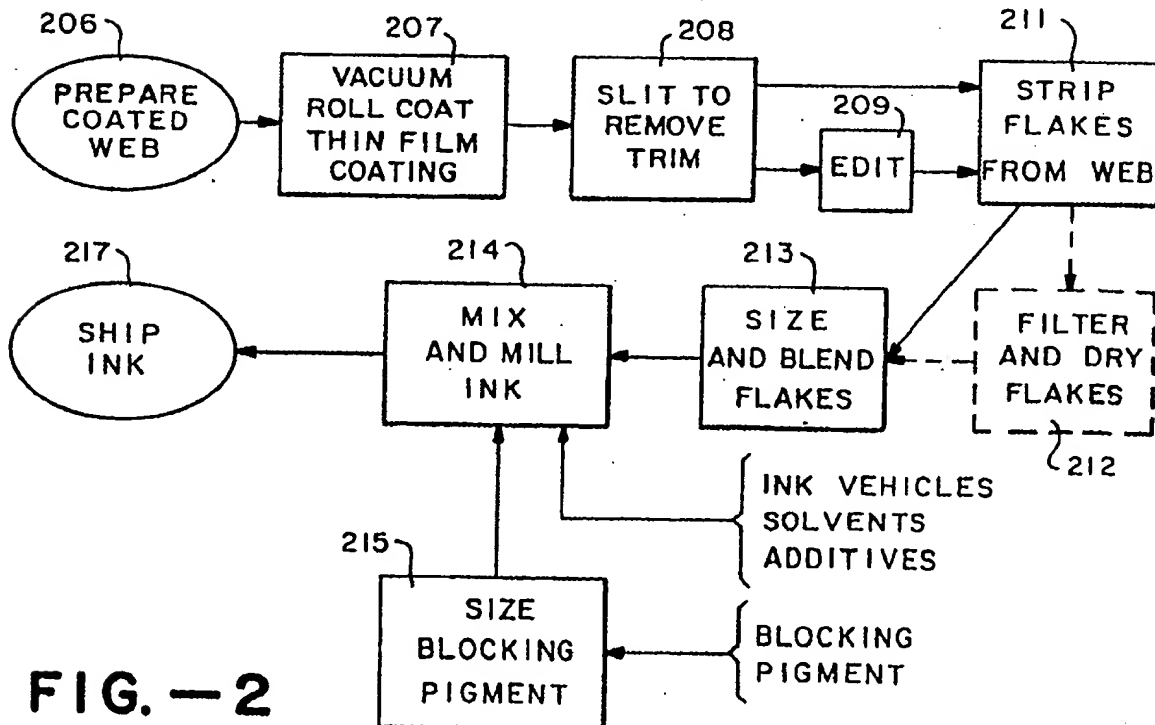 206
PREPARE
COATED
WEB
207
VACUUM
ROLL COAT
THIN FILM
COATING
208
SLIT TO
REMOVE
TRIM
209
EDIT
211
STRIP
FLAKES
FROM WEB
217
SHIP
INK
214
MIX
AND MILL
INK
213
SIZE
AND BLEND
FLAKES
FILTER
AND DRY
FLAKES
212
INK VEHICLES
SOLVENTS
ADDITIVES
215
SIZE
BLOCKING
PIGMENT
BLOCKING
PIGMENT
FIG.—2